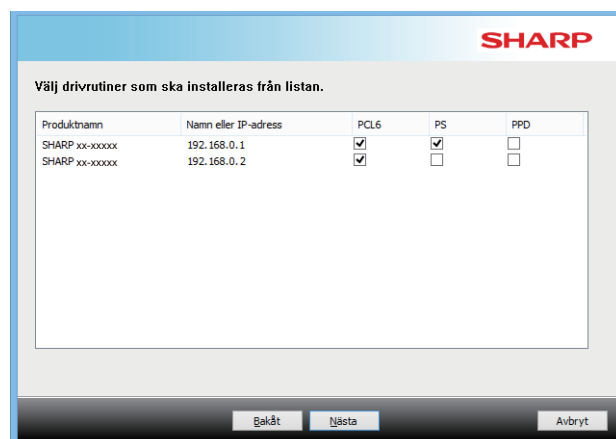 SHARP
Välj drivrutiner som ska installeras från listan.
Produktnamn Namn eller IP-adress PCL6 PS PPD
SHARP xx-xxxxx 192.168.0.1
SHARP xx-xxxxx 192.168.0.2
Bakåt Nästa Avbryt